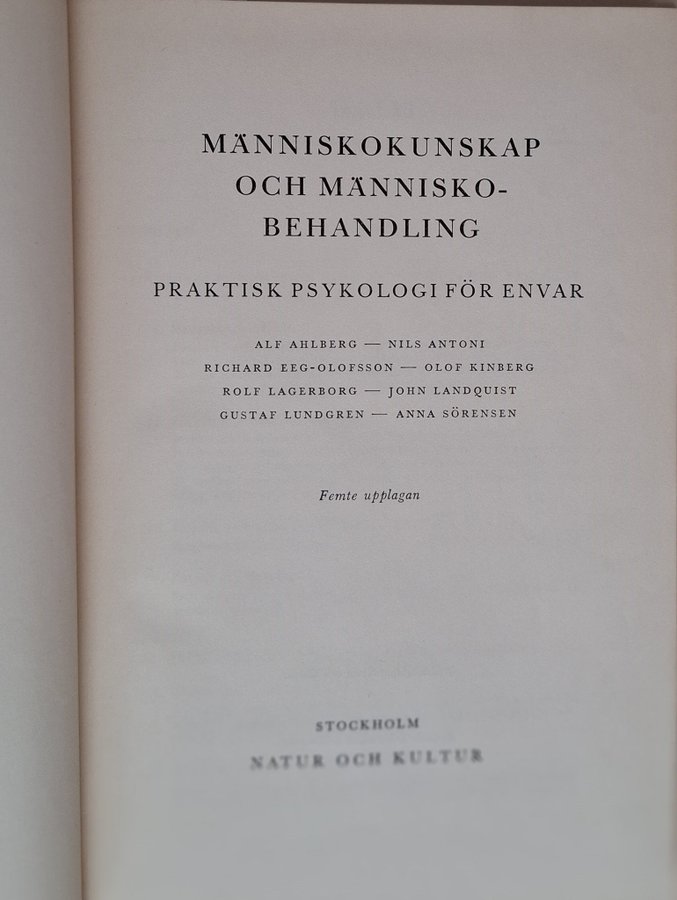 MÄNNISKOKUNSKAP
OCH MÄNNISKO-
BEHANDLING
PRAKTISK PSYKOLOGI FÖR ENVAR
ALF AHLBERG — NILS ANTONI
RICHARD EEG-OLOFSSON — OLOF KINBERG
ROLF LAGERBORG — JOHN LANDQUIST
GUSTAF LUNDGREN — ANNA SÖRENSEN
Femte upplagan
STOCKHOLM
NATUR OCH KULTUR